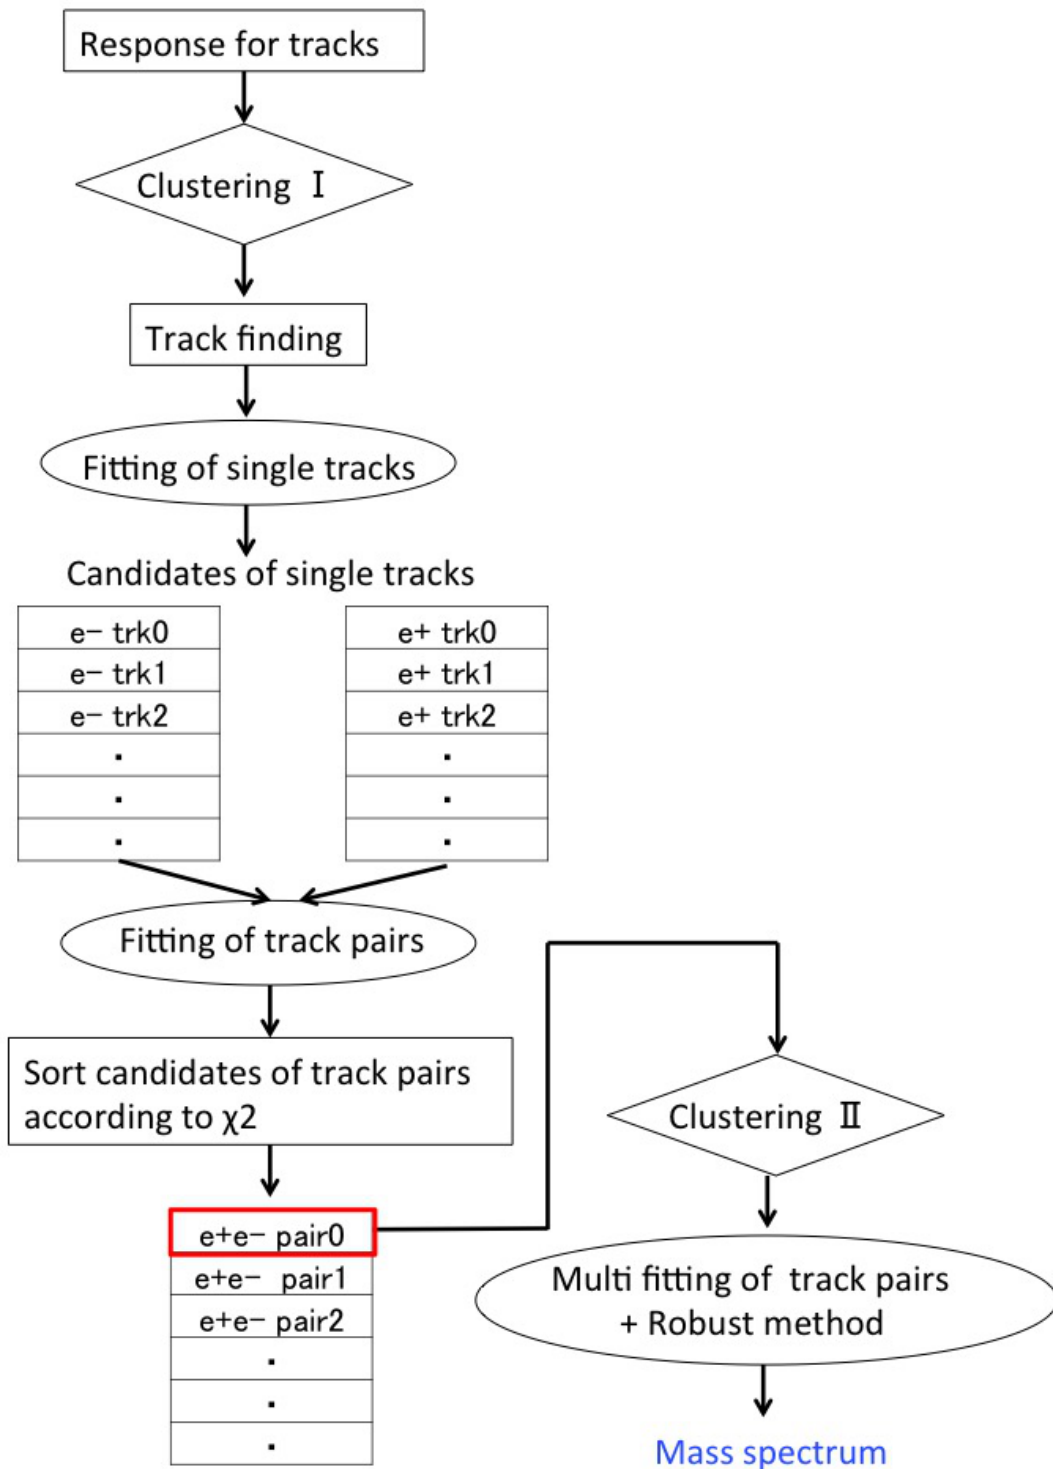 Response for tracks
Clustering Ⅰ
Track finding
Fitting of single tracks
Candidates of single tracks
e− trk0
e− trk1
e− trk2
.
.
.
e+ trk0
e+ trk1
e+ trk2
.
.
.
Fitting of track pairs
Sort candidates of track pairs
according to χ2
e+e− pair0
e+e− pair1
e+e− pair2
.
.
.
Clustering Ⅱ
Multi fitting of track pairs
+ Robust method
Mass spectrum